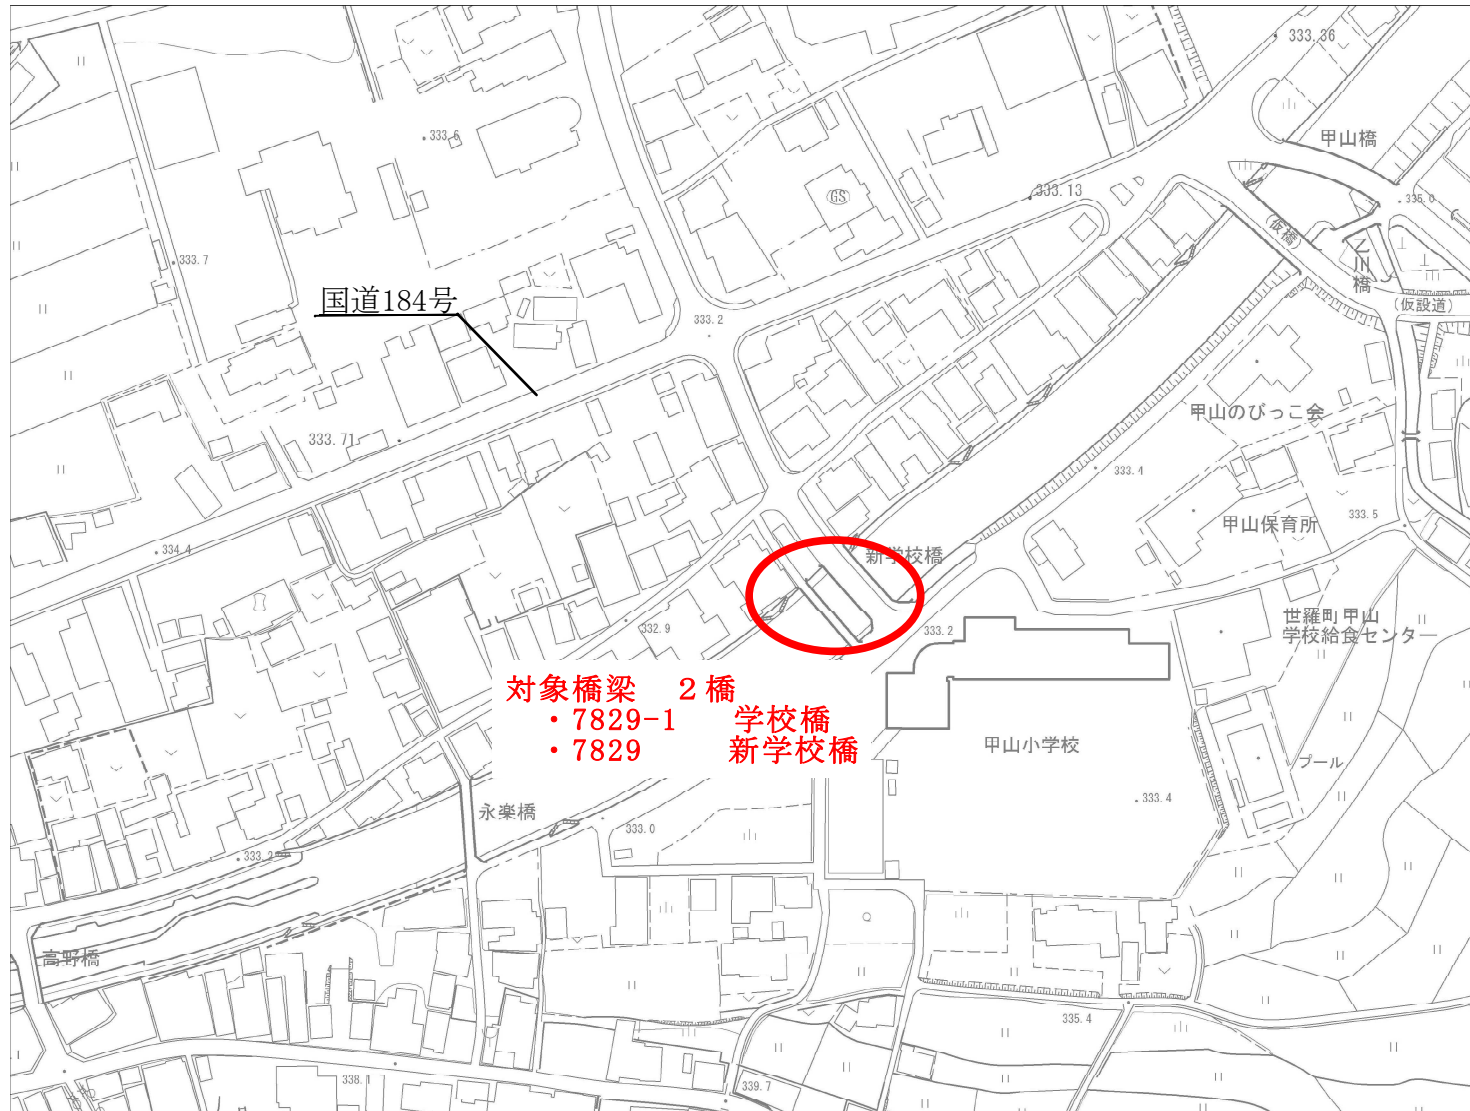 333.36
甲山橋
333.6
333.13
GS
335.0
(仮橋)
乙川橋
333.7
国道184号
(仮設道)
333.2
甲山のびっこ会
333.71
333.4
甲山保育所
333.5
334.4
新学校橋
332.9
333.2
世羅町甲山
学校給食センター
対象橋梁 2橋
・7829-1 学校橋
・7829 新学校橋
甲山小学校
プール
333.4
永楽橋
333.0
333.2
高野橋
335.4
338.1
339.7